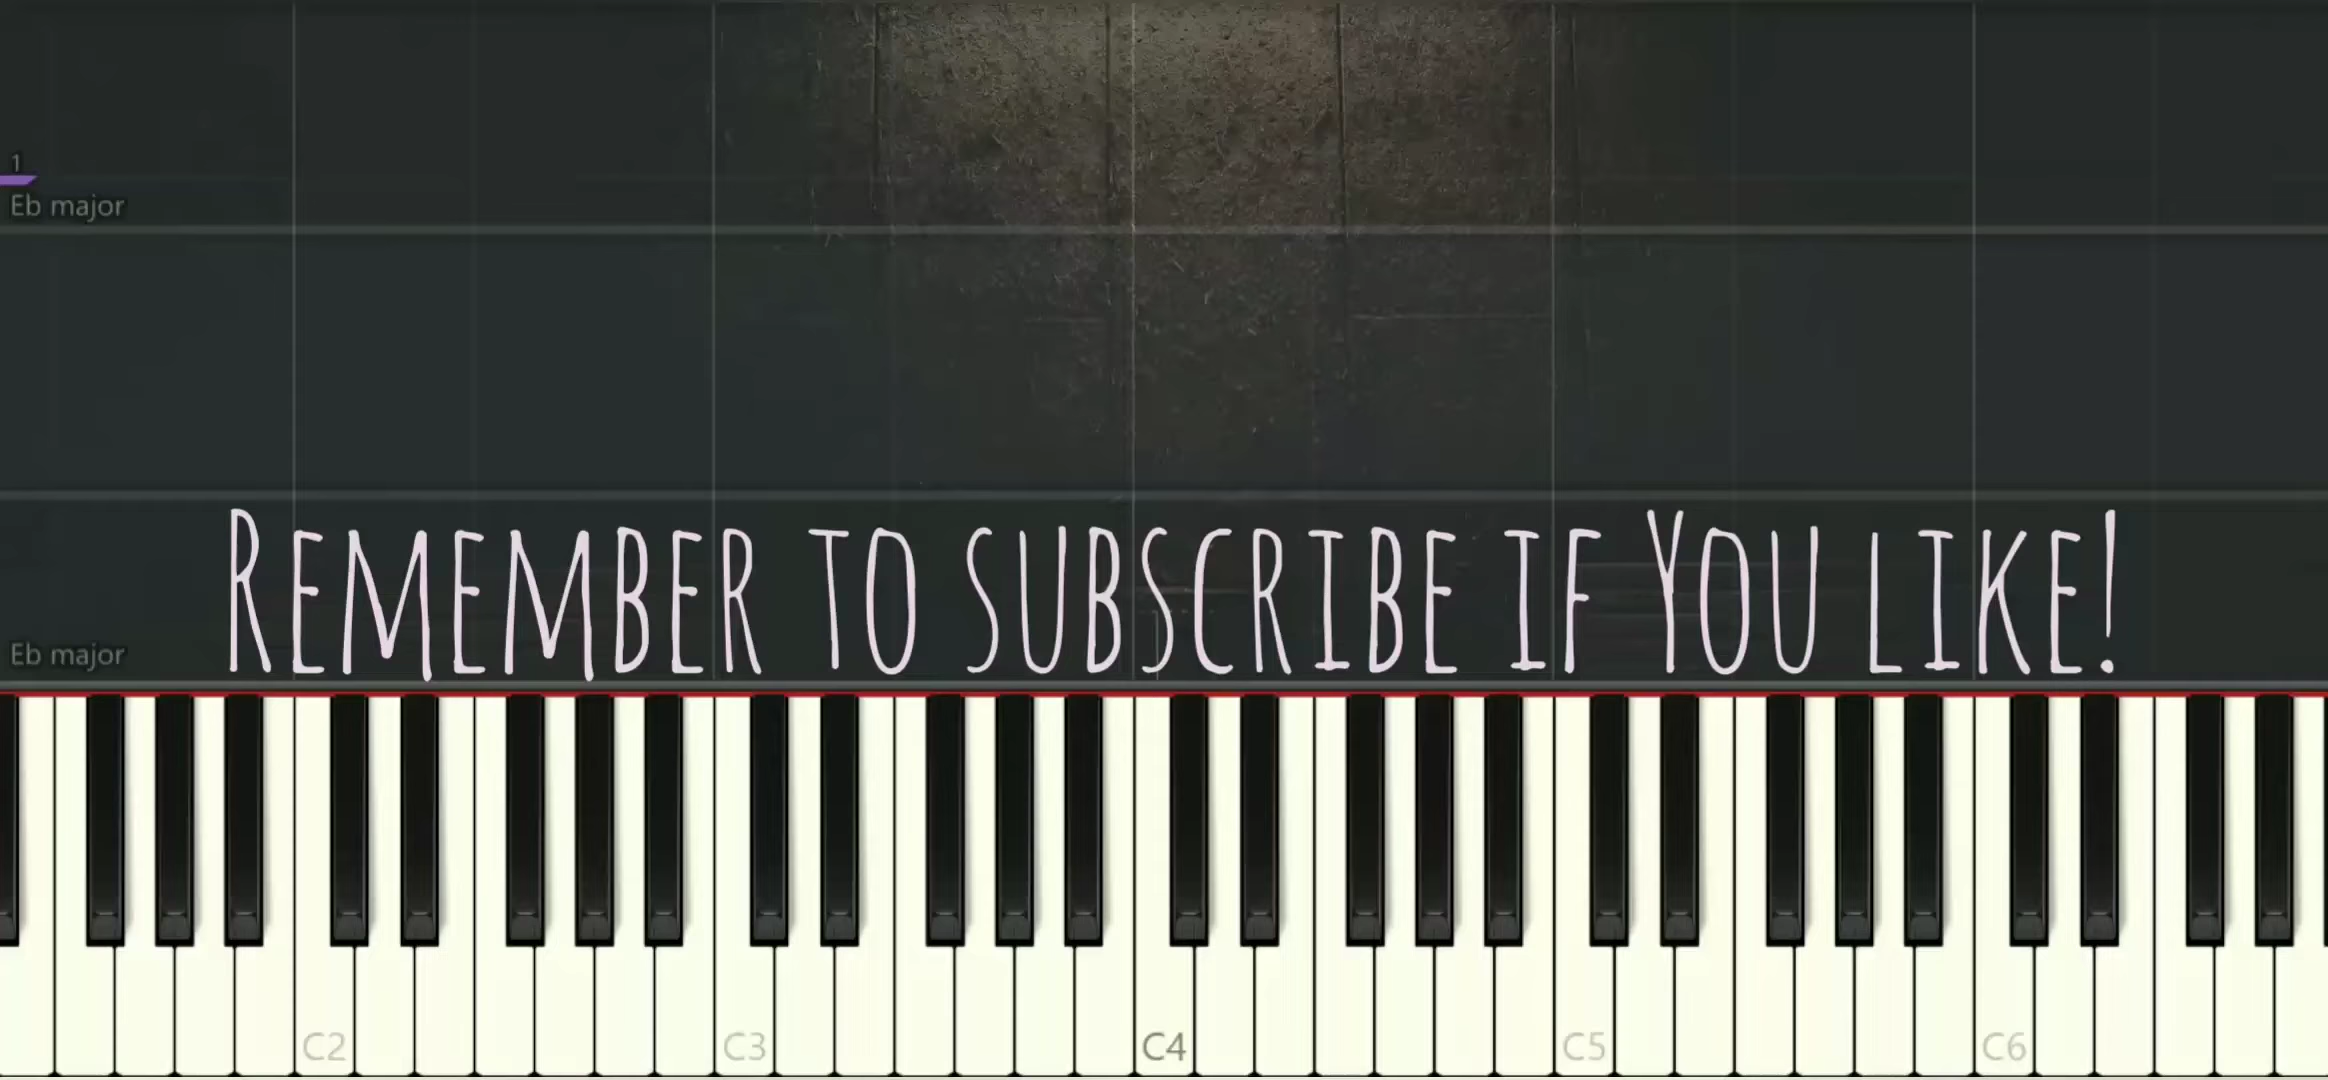 1
Eb major
Remember to subscribe if You like!
Eb major
C2 C3 C4 C5 C6